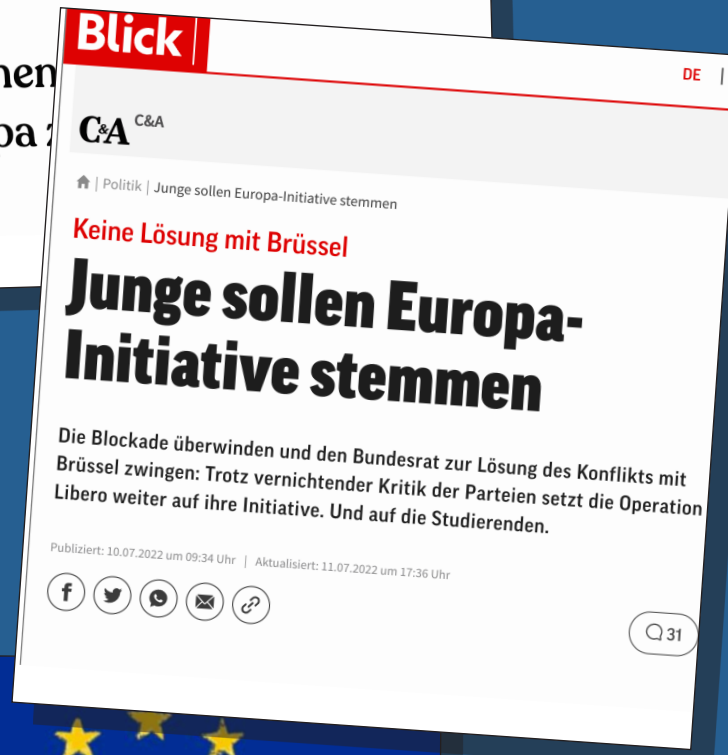 Blick
DE |
C&A C&A
| Politik | Junge sollen Europa-Initiative stemmen
Keine Lösung mit Brüssel
Junge sollen Europa-
Initiative stemmen
Die Blockade überwinden und den Bundesrat zur Lösung des Konflikts mit
Brüssel zwingen: Trotz vernichtender Kritik der Parteien setzt die Operation
Libero weiter auf ihre Initiative. Und auf die Studierenden.
Publiziert: 10.07.2022 um 09:34 Uhr | Aktualisiert: 11.07.2022 um 17:36 Uhr
31